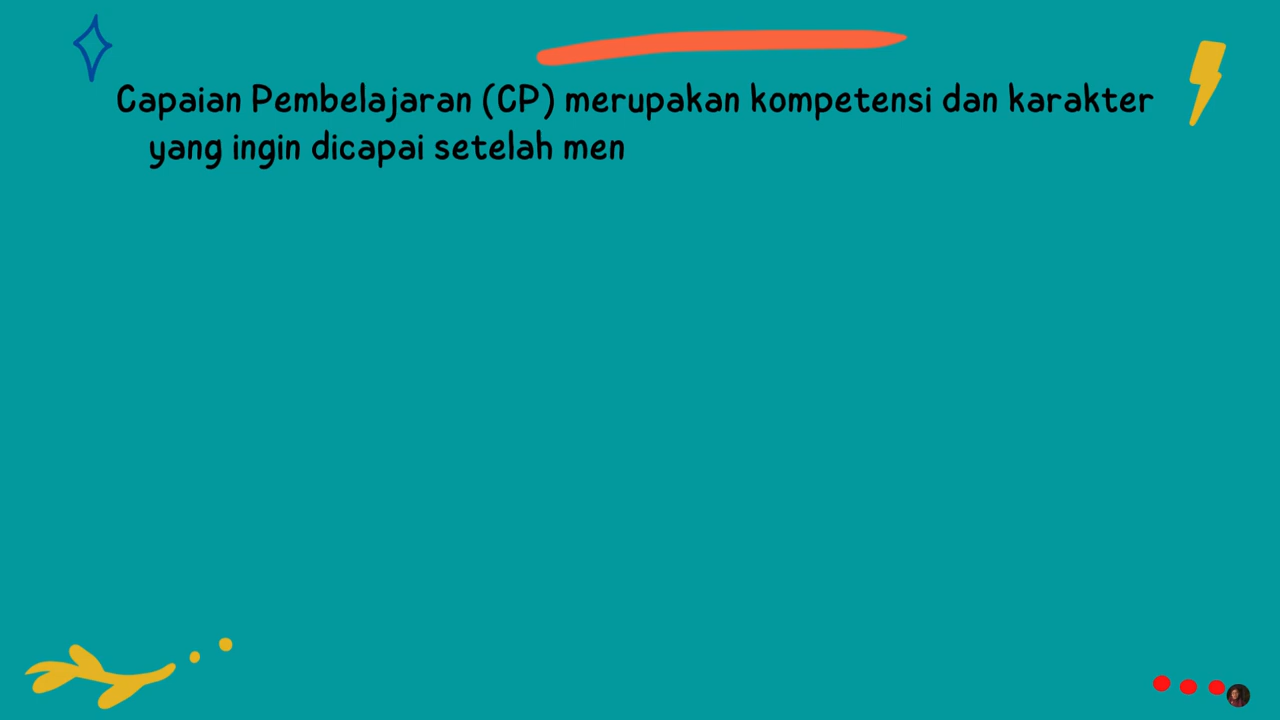 Capaian Pembelajaran (CP) merupakan kompetensi dan karakter
yang ingin dicapai setelah men